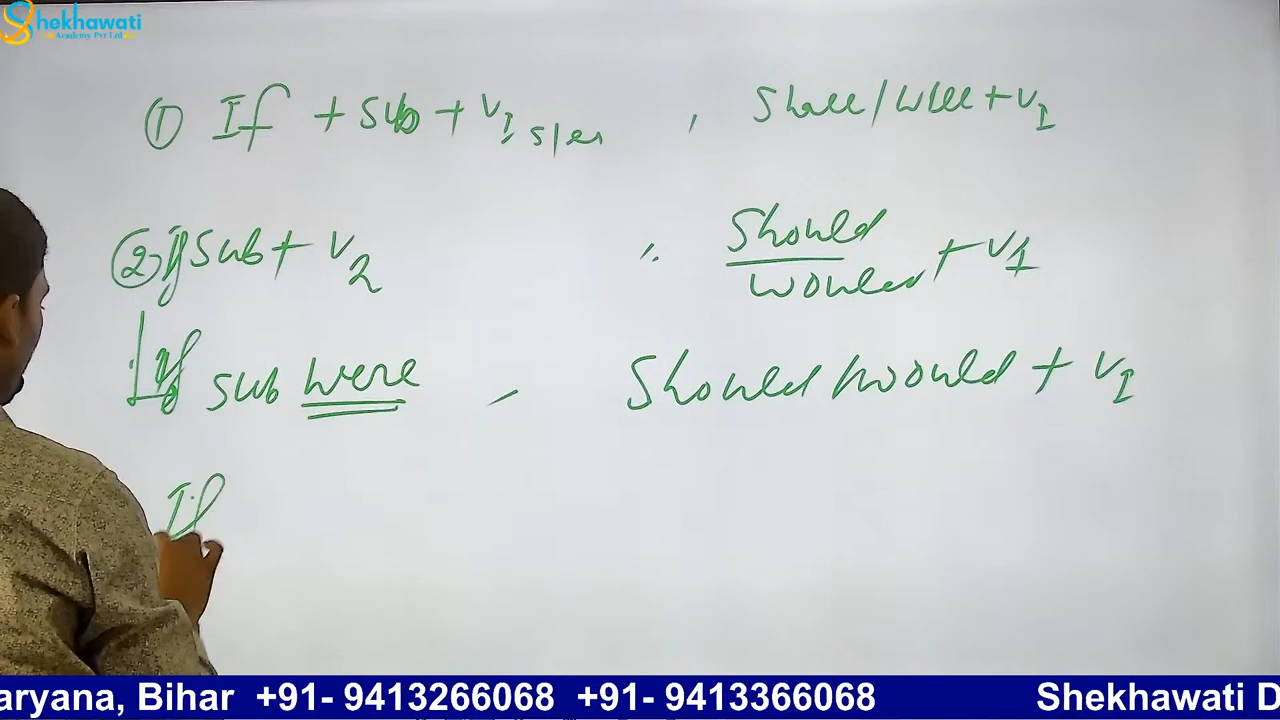 Shekhawati
Academy Pvt Ltd
① If + Sub + V1 s/es , Shall/Will + V1
② If Sub + V2 , Should/Would + V1
If Sub were , Should/would + V1
If
aryana, Bihar +91- 9413266068 +91- 9413366068 Shekhawati D